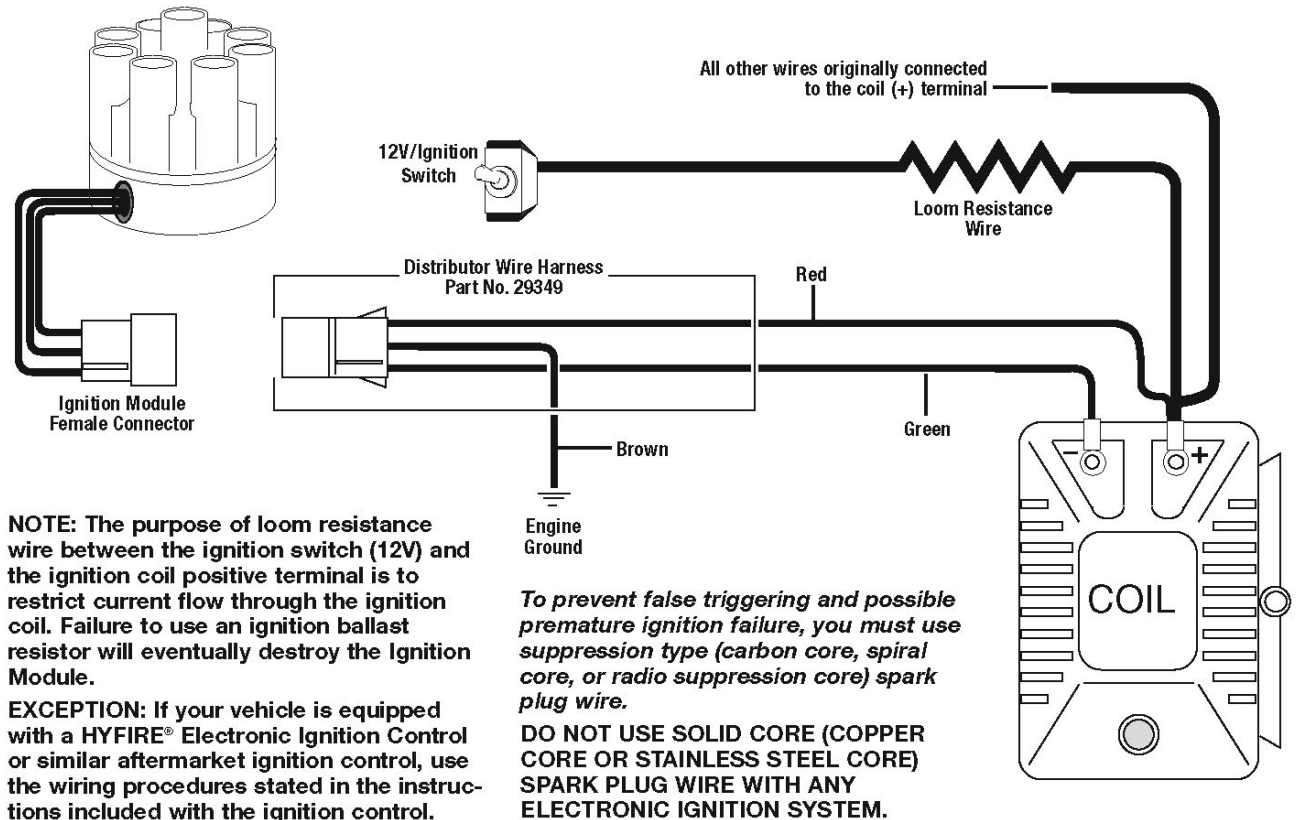 All other wires originally connected
to the coil (+) terminal
12V/Ignition
Switch
Loom Resistance
Wire
Distributor Wire Harness
Part No. 29349
Red
Ignition Module
Female Connector
Green
Brown
Engine
Ground
− +
COIL
NOTE: The purpose of loom resistance
wire between the ignition switch (12V) and
the ignition coil positive terminal is to
restrict current flow through the ignition
coil. Failure to use an ignition ballast
resistor will eventually destroy the Ignition
Module.
EXCEPTION: If your vehicle is equipped
with a HYFIRE® Electronic Ignition Control
or similar aftermarket ignition control, use
the wiring procedures stated in the instruc-
tions included with the ignition control.
To prevent false triggering and possible
premature ignition failure, you must use
suppression type (carbon core, spiral
core, or radio suppression core) spark
plug wire.
DO NOT USE SOLID CORE (COPPER
CORE OR STAINLESS STEEL CORE)
SPARK PLUG WIRE WITH ANY
ELECTRONIC IGNITION SYSTEM.